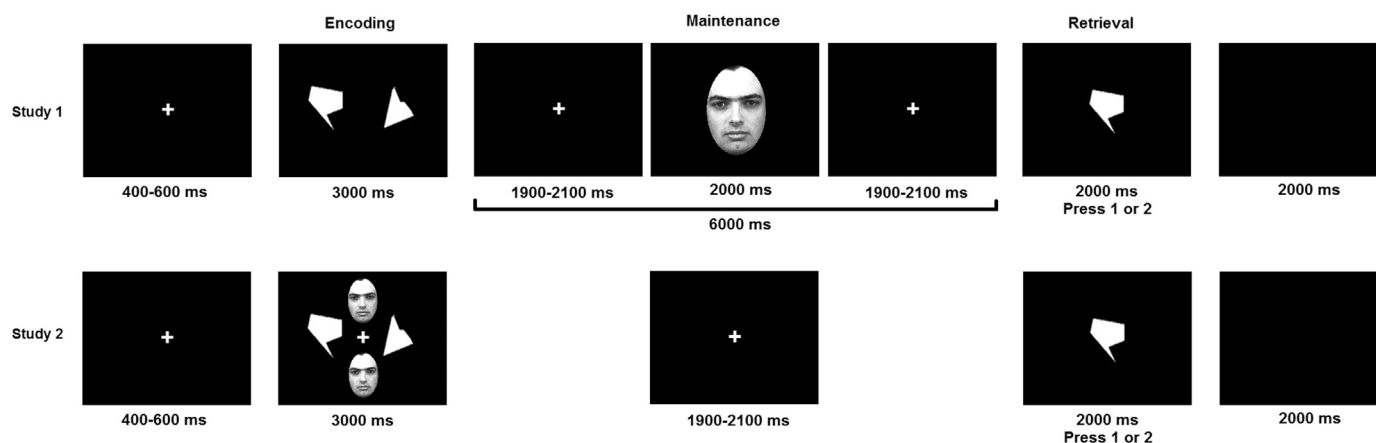 Encoding Maintenance Retrieval
Study 1
400-600 ms 3000 ms 1900-2100 ms 2000 ms 1900-2100 ms 2000 ms 2000 ms
Press 1 or 2
6000 ms
Study 2
400-600 ms 3000 ms 1900-2100 ms 2000 ms 2000 ms
Press 1 or 2